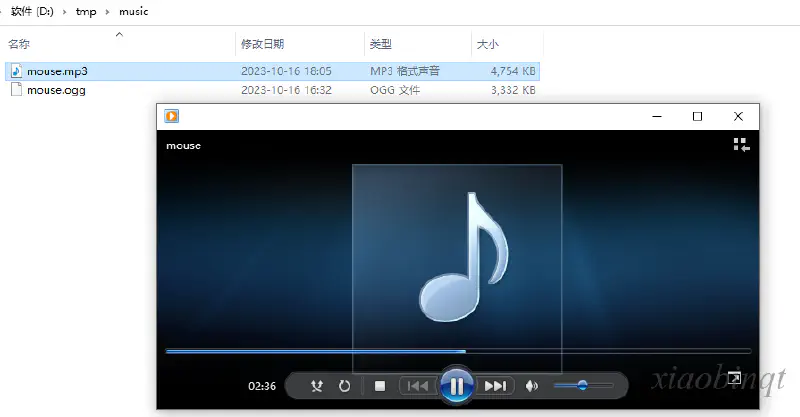 软件 (D:) › tmp › music
名称 修改日期 类型 大小
mouse.mp3 2023-10-16 18:05 MP3 格式声音 4,754 KB
mouse.ogg 2023-10-16 16:32 OGG 文件 3,332 KB
mouse
02:36
xiaobinqt